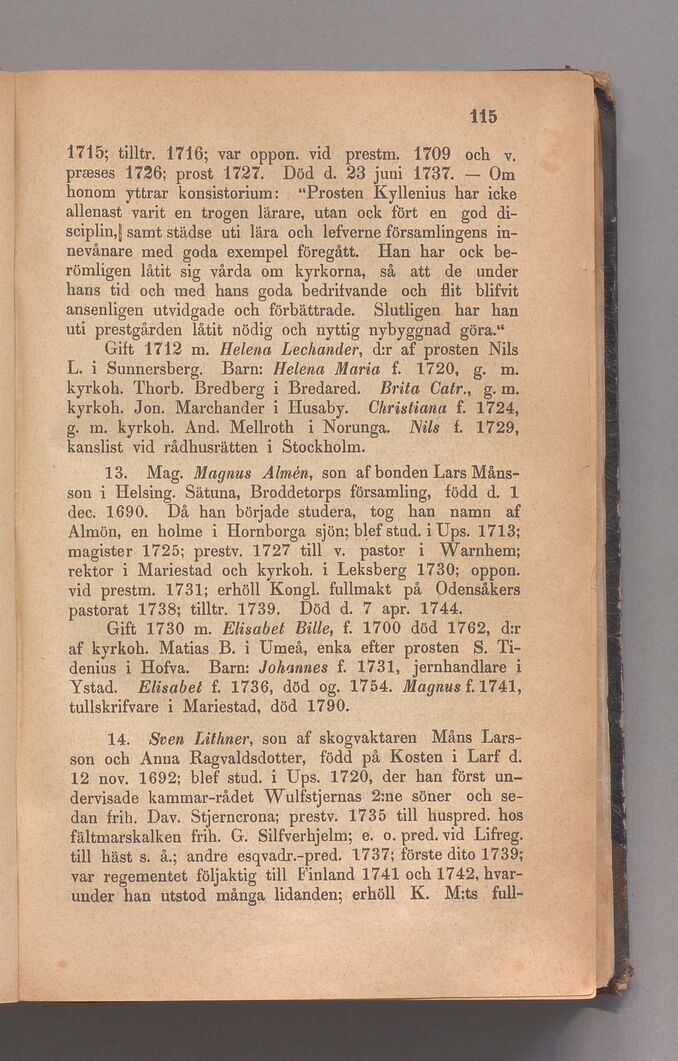 115
1715; tilltr. 1716; var oppon. vid prestm. 1709 och v.
præses 1726; prost 1727. Död d. 23 juni 1737. — Om
honom yttrar konsistorium: “Prosten Kyllenius har icke
allenast varit en trogen lärare, utan ock fört en god di-
sciplin, samt städse uti lära och lefverne församlingens in-
nevånare med goda exempel föregått. Han har ock be-
römligen låtit sig vårda om kyrkorna, så att de under
hans tid och med hans goda bedrifvande och flit blifvit
ansenligen utvidgade och förbättrade. Slutligen har han
uti prestgården låtit nödig och nyttig nybyggnad göra.“
Gift 1712 m. Helena Lechander, d:r af prosten Nils
L. i Sunnersberg. Barn: Helena Maria f. 1720, g. m.
kyrkoh. Thorb. Bredberg i Bredared. Brita Catr., g. m.
kyrkoh. Jon. Marchander i Husaby. Christiana f. 1724,
g. m. kyrkoh. And. Mellroth i Norunga. Nils f. 1729,
kanslist vid rådhusrätten i Stockholm.
13. Mag. Magnus Almén, son af bonden Lars Måns-
son i Helsing. Sätuna, Broddetorps församling, född d. 1
dec. 1690. Då han började studera, tog han namn af
Almön, en holme i Hornborga sjön; blef stud. i Ups. 1713;
magister 1725; prestv. 1727 till v. pastor i Warnhem;
rektor i Mariestad och kyrkoh. i Leksberg 1730; oppon.
vid prestm. 1731; erhöll Kongl. fullmakt på Odensåkers
pastorat 1738; tilltr. 1739. Död d. 7 apr. 1744.
Gift 1730 m. Elisabet Bille, f. 1700 död 1762, d:r
af kyrkoh. Matias B. i Umeå, enka efter prosten S. Ti-
denius i Hofva. Barn: Johannes f. 1731, jernhandlare i
Ystad. Elisabet f. 1736, död og. 1754. Magnus f. 1741,
tullskrifvare i Mariestad, död 1790.
14. Sven Lithner, son af skogvaktaren Måns Lars-
son och Anna Ragvaldsdotter, född på Kosten i Larf d.
12 nov. 1692; blef stud. i Ups. 1720, der han först un-
dervisade kammar-rådet Wulfstjernas 2:ne söner och se-
dan frih. Dav. Stjerncrona; prestv. 1735 till huspred. hos
fältmarskalken frih. G. Silfverhjelm; e. o. pred. vid Lifreg.
till häst s. å.; andre esqvadr.-pred. 1737; förste dito 1739;
var regementet följaktig till Finland 1741 och 1742, hvar-
under han utstod många lidanden; erhöll K. M:ts full-